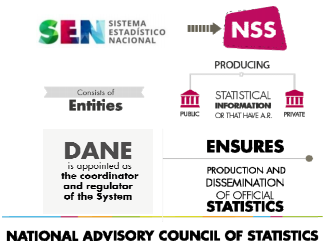 SEN
SISTEMA
ESTADÍSTICO
NACIONAL
NSS
PRODUCING
Consists of
Entities
PUBLIC
STATISTICAL
INFORMATION
OR THAT HAVE A.R.
PRIVATE
DANE
is appointed as
the coordinator
and regulator
of the System
ENSURES
PRODUCTION AND
DISSEMINATION
OF OFFICIAL
STATISTICS
NATIONAL ADVISORY COUNCIL OF STATISTICS